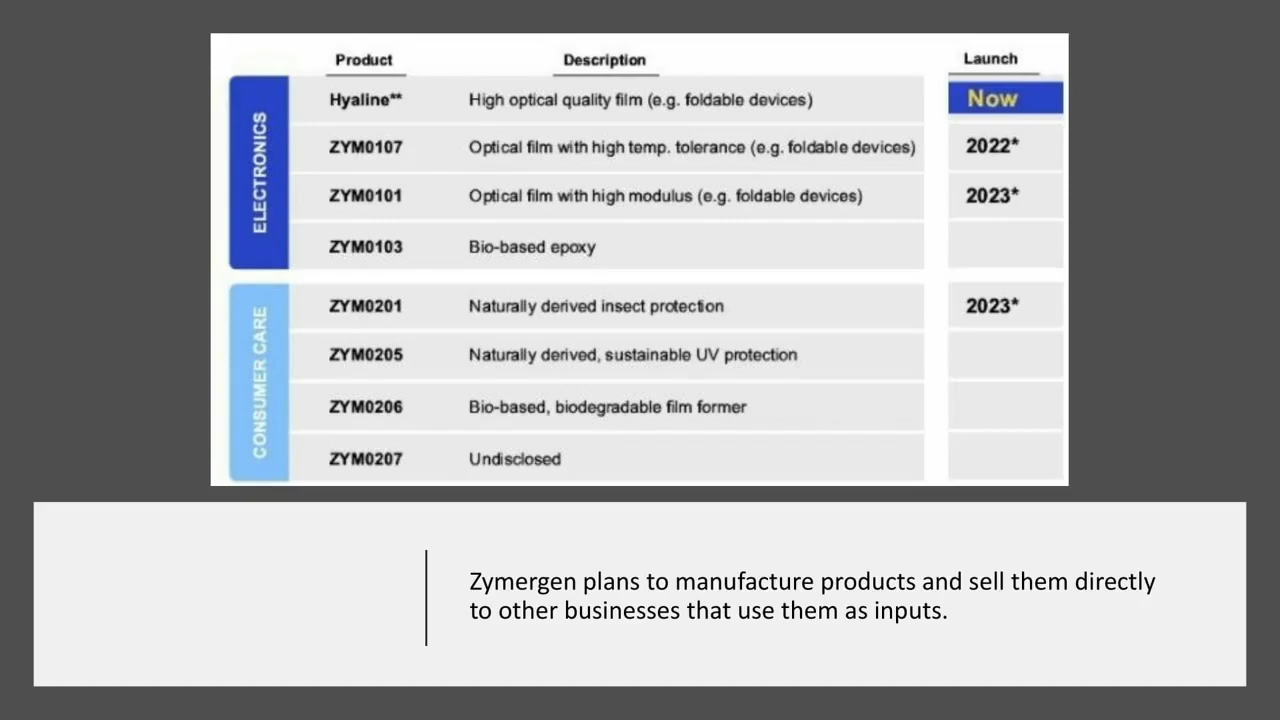 Product Description Launch
ELECTRONICS
Hyaline** High optical quality film (e.g. foldable devices) Now
ZYM0107 Optical film with high temp. tolerance (e.g. foldable devices) 2022*
ZYM0101 Optical film with high modulus (e.g. foldable devices) 2023*
ZYM0103 Bio-based epoxy
CONSUMER CARE
ZYM0201 Naturally derived insect protection 2023*
ZYM0205 Naturally derived, sustainable UV protection
ZYM0206 Bio-based, biodegradable film former
ZYM0207 Undisclosed
Zymergen plans to manufacture products and sell them directly
to other businesses that use them as inputs.